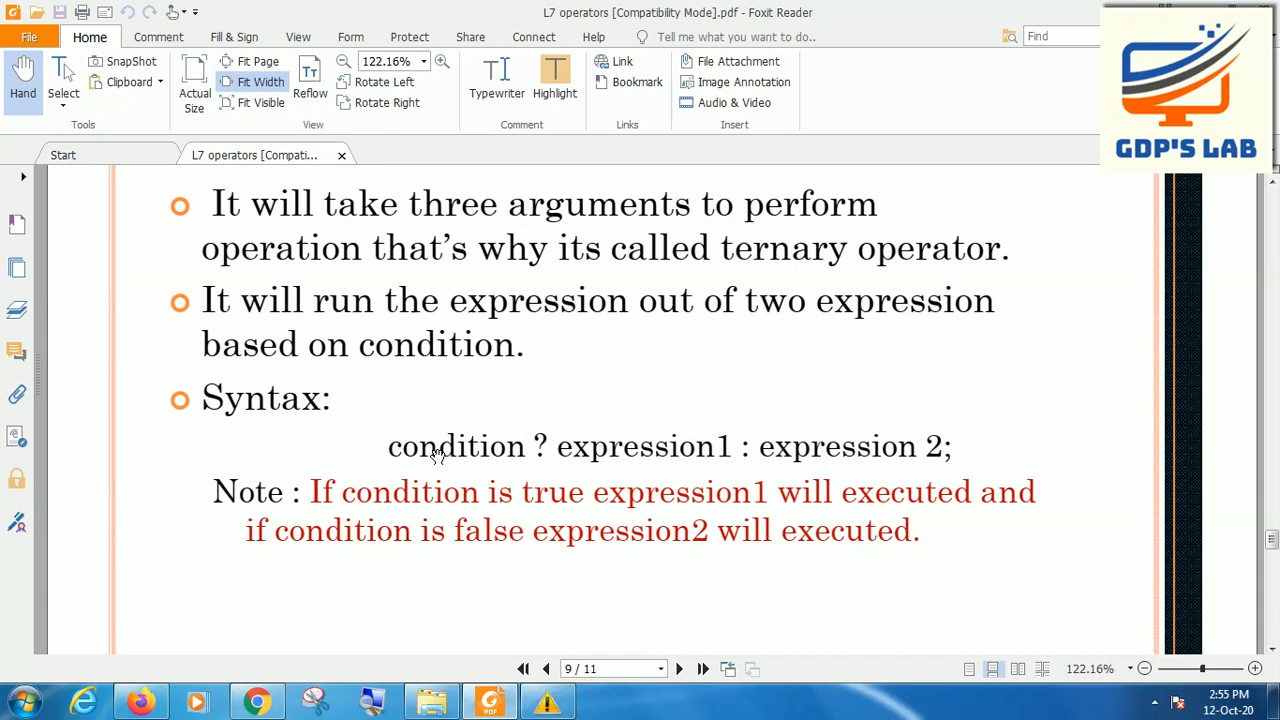 L7 operators [Compatibility Mode].pdf - Foxit Reader
File Home Comment Fill & Sign View Form Protect Share Connect Help Tell me what you want to do.. Find
Hand
Select
SnapShot
Clipboard
Tools
Actual Size
Fit Page
Fit Width
Fit Visible
Reflow
122.16%
Rotate Left
Rotate Right
View
Typewriter
Highlight
Comment
Link
Bookmark
Links
File Attachment
Image Annotation
Audio & Video
Insert
GDP'S LAB
Start
L7 operators [Compati...
It will take three arguments to perform
operation that's why its called ternary operator.
It will run the expression out of two expression
based on condition.
Syntax:
condition ? expression1 : expression 2;
Note : If condition is true expression1 will executed and
if condition is false expression2 will executed.
9 / 11
122.16%
PDF
2:55 PM
12-Oct-20